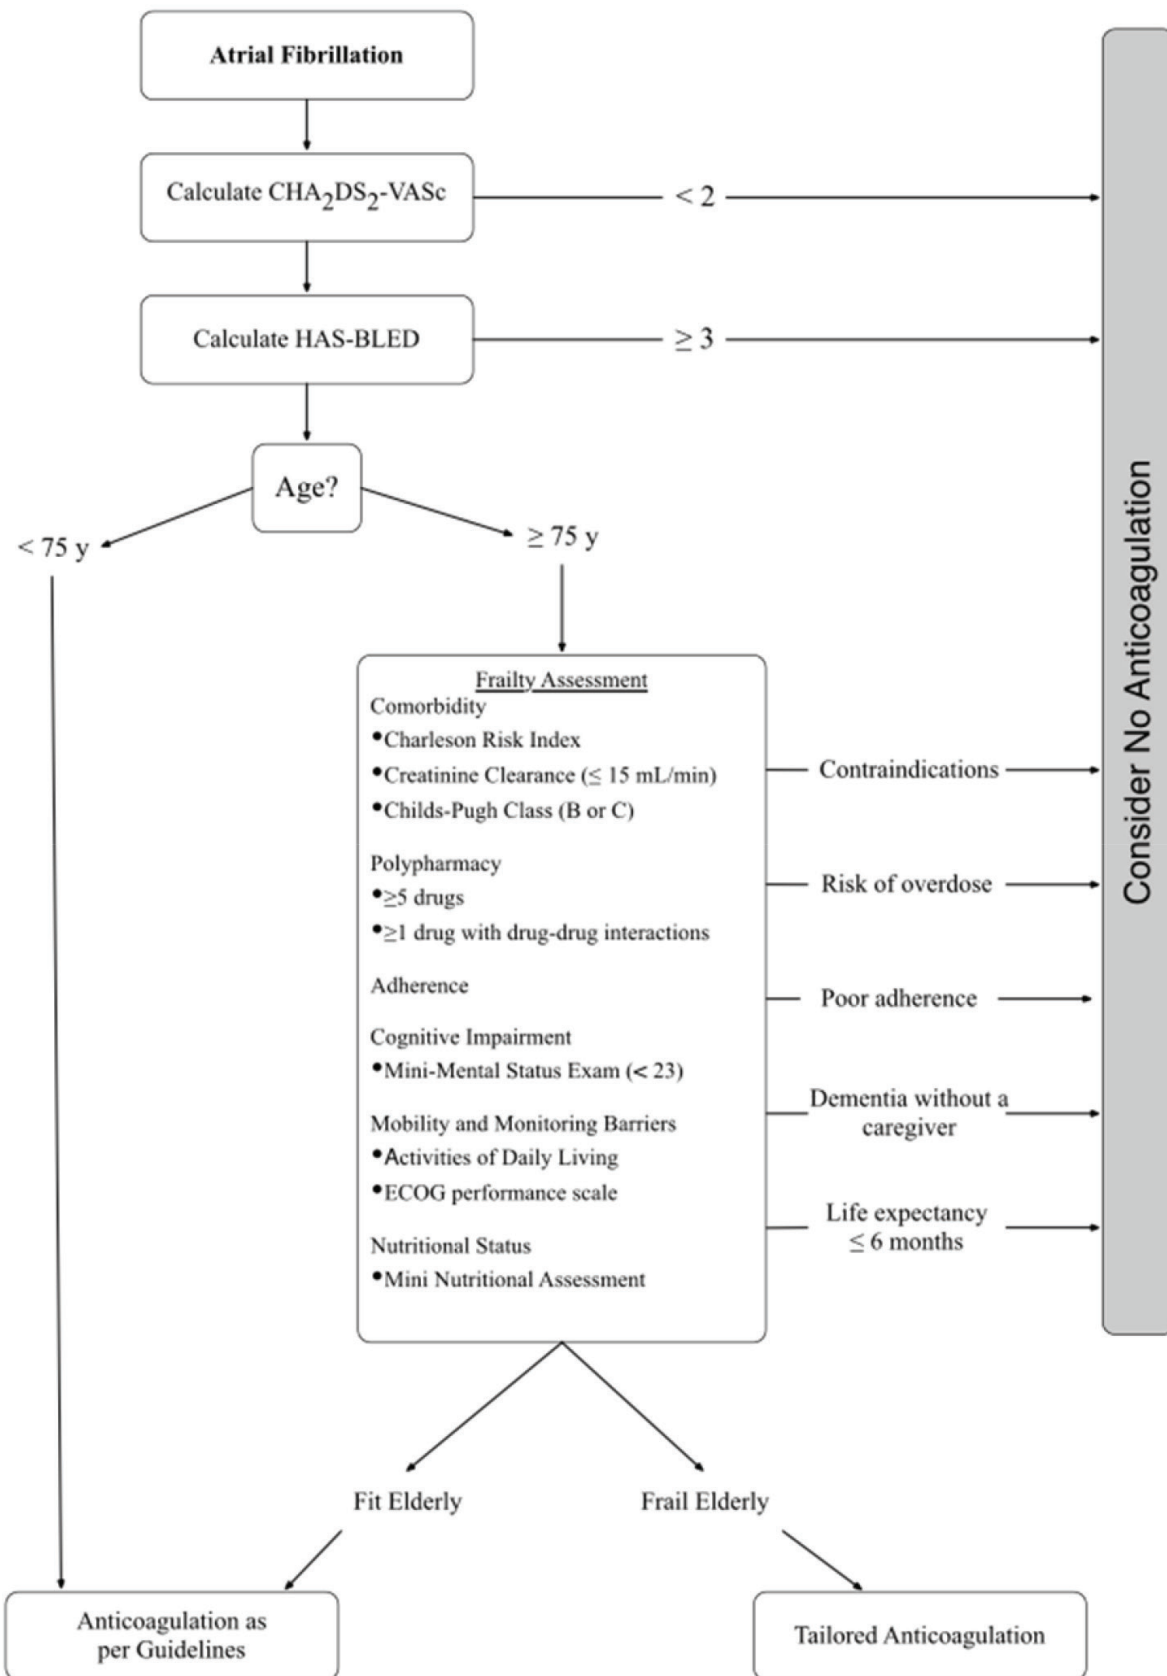 Atrial Fibrillation
Calculate CHA2DS2-VASc
< 2
Calculate HAS-BLED
≥ 3
Age?
< 75 y
≥ 75 y
Frailty Assessment
Comorbidity
•Charleson Risk Index
•Creatinine Clearance (≤ 15 mL/min)
•Childs-Pugh Class (B or C)
Polypharmacy
•≥5 drugs
•≥1 drug with drug-drug interactions
Adherence
Cognitive Impairment
•Mini-Mental Status Exam (< 23)
Mobility and Monitoring Barriers
•Activities of Daily Living
•ECOG performance scale
Nutritional Status
•Mini Nutritional Assessment
Contraindications
Risk of overdose
Poor adherence
Dementia without a
caregiver
Life expectancy
≤ 6 months
Consider No Anticoagulation
Fit Elderly
Frail Elderly
Anticoagulation as
per Guidelines
Tailored Anticoagulation